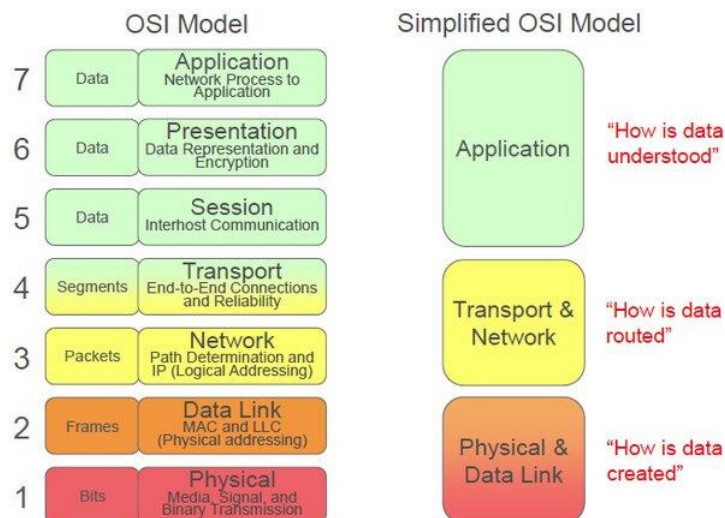 OSI Model
Simplified OSI Model
7
Data
Application
Network Process to
Application
6
Data
Presentation
Data Representation and
Encryption
5
Data
Session
Interhost Communication
4
Segments
Transport
End-to-End Connections
and Reliability
3
Packets
Network
Path Determination and
IP (Logical Addressing)
2
Frames
Data Link
MAC and LLC
(Physical addressing)
1
Bits
Physical
Media, Signal, and
Binary Transmission
Application
“How is data
understood”
Transport &
Network
“How is data
routed”
Physical &
Data Link
“How is data
created”